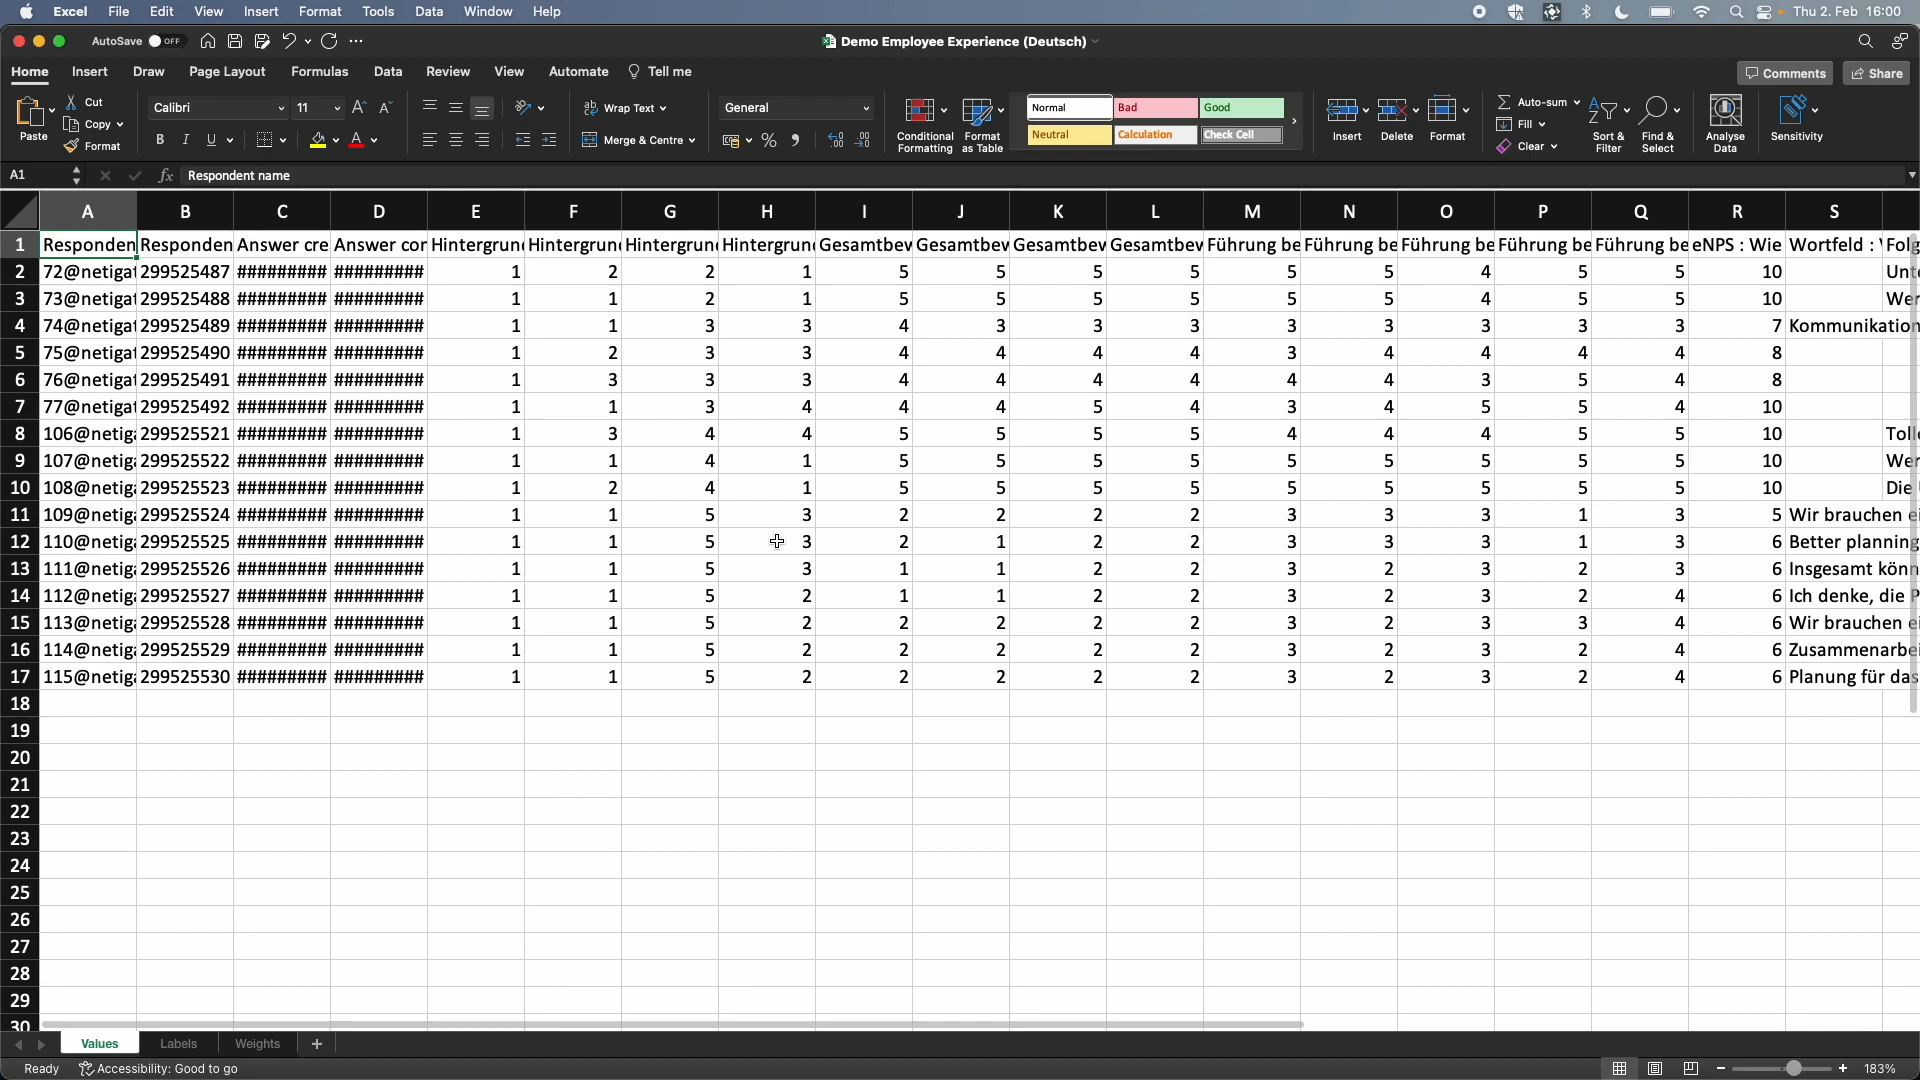 Excel File Edit View Insert Format Tools Data Window Help Thu 2. Feb 16:00
AutoSave OFF Demo Employee Experience (Deutsch)
Home Insert Draw Page Layout Formulas Data Review View Automate Tell me Comments Share
Paste Cut Copy Format Calibri 11 B I U Wrap Text Merge & Centre General % Conditional Formatting Format as Table Normal Bad Good Neutral Calculation Check Cell Insert Delete Format Auto-sum Fill Clear Sort & Filter Find & Select Analyse Data Sensitivity
A1 fx Respondent name
A B C D E F G H I J K L M N O P Q R S
1 Responden Responden Answer cre Answer cor Hintergrun Hintergrun Hintergrun Hintergrun Gesamtbev Gesamtbev Gesamtbev Gesamtbev Führung be Führung be Führung be Führung be Führung be eNPS : Wie Wortfeld : Folg
2 72@netigat 299525487 ######### ######### 1 2 2 1 5 5 5 5 5 5 4 5 5 10 Unte
3 73@netigat 299525488 ######### ######### 1 1 2 1 5 5 5 5 5 5 4 5 5 10 Wer
4 74@netigat 299525489 ######### ######### 1 1 3 3 4 3 3 3 3 3 3 3 3 7 Kommunikation
5 75@netigat 299525490 ######### ######### 1 2 3 3 4 4 4 4 3 4 4 4 4 8
6 76@netigat 299525491 ######### ######### 1 3 3 3 4 4 4 4 4 4 3 5 4 8
7 77@netigat 299525492 ######### ######### 1 1 3 4 4 4 5 4 3 4 5 5 4 10
8 106@netiga 299525521 ######### ######### 1 3 4 4 5 5 5 5 4 4 4 5 5 10 Toll
9 107@netiga 299525522 ######### ######### 1 1 4 1 5 5 5 5 5 5 5 5 5 10 Wer
10 108@netiga 299525523 ######### ######### 1 2 4 1 5 5 5 5 5 5 5 5 5 10 Die
11 109@netiga 299525524 ######### ######### 1 1 5 3 2 2 2 2 3 3 3 1 3 5 Wir brauchen ei
12 110@netiga 299525525 ######### ######### 1 1 5 3 2 1 2 2 3 3 3 1 3 6 Better planning
13 111@netiga 299525526 ######### ######### 1 1 5 3 1 1 2 2 3 2 3 2 3 6 Insgesamt könn
14 112@netiga 299525527 ######### ######### 1 1 5 2 1 1 2 2 3 2 3 2 4 6 Ich denke, die P
15 113@netiga 299525528 ######### ######### 1 1 5 2 2 2 2 2 3 2 3 3 4 6 Wir brauchen ei
16 114@netiga 299525529 ######### ######### 1 1 5 2 2 2 2 2 3 2 3 2 4 6 Zusammenarbei
17 115@netiga 299525530 ######### ######### 1 1 5 2 2 2 2 2 3 2 3 2 4 6 Planung für das
18
19
20
21
22
23
24
25
26
27
28
29
30
Values Labels Weights +
Ready Accessibility: Good to go 183%